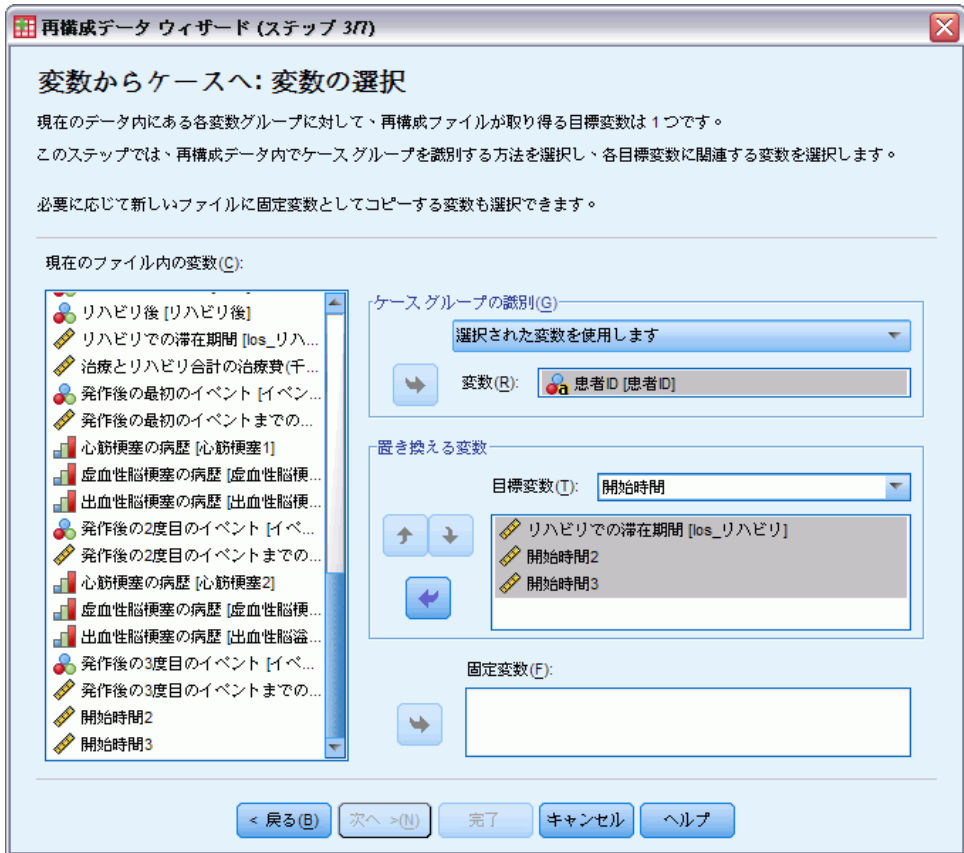 再構成データ ウィザード (ステップ 3/7)
変数からケースへ: 変数の選択
現在のデータ内にある各変数グループに対して、再構成ファイルが取り得る目標変数は 1 つです。
このステップでは、再構成データ内でケース グループを識別する方法を選択し、各目標変数に関連する変数を選択します。
必要に応じて新しいファイルに固定変数としてコピーする変数も選択できます。
現在のファイル内の変数(C):
リハビリ後 [リハビリ後]
リハビリでの滞在期間 [los_リハ...
治療とリハビリ合計の治療費(千...
発作後の最初のイベント [イベン...
発作後の最初のイベントまでの...
心筋梗塞の病歴 [心筋梗塞1]
虚血性脳梗塞の病歴 [虚血性脳梗...
出血性脳梗塞の病歴 [出血性脳梗...
発作後の2度目のイベント [イベ...
発作後の2度目のイベントまでの...
心筋梗塞の病歴 [心筋梗塞2]
虚血性脳梗塞の病歴 [虚血性脳梗...
出血性脳梗塞の病歴 [出血性脳溢...
発作後の3度目のイベント [イベ...
発作後の3度目のイベントまでの...
開始時間2
開始時間3
ケース グループの識別(G)
選択された変数を使用します
変数(R):
a 患者ID [患者ID]
置き換える変数
目標変数(T):
開始時間
リハビリでの滞在期間 [los_リハビリ]
開始時間2
開始時間3
固定変数(F):
< 戻る(B)
次へ >(N)
完了
キャンセル
ヘルプ